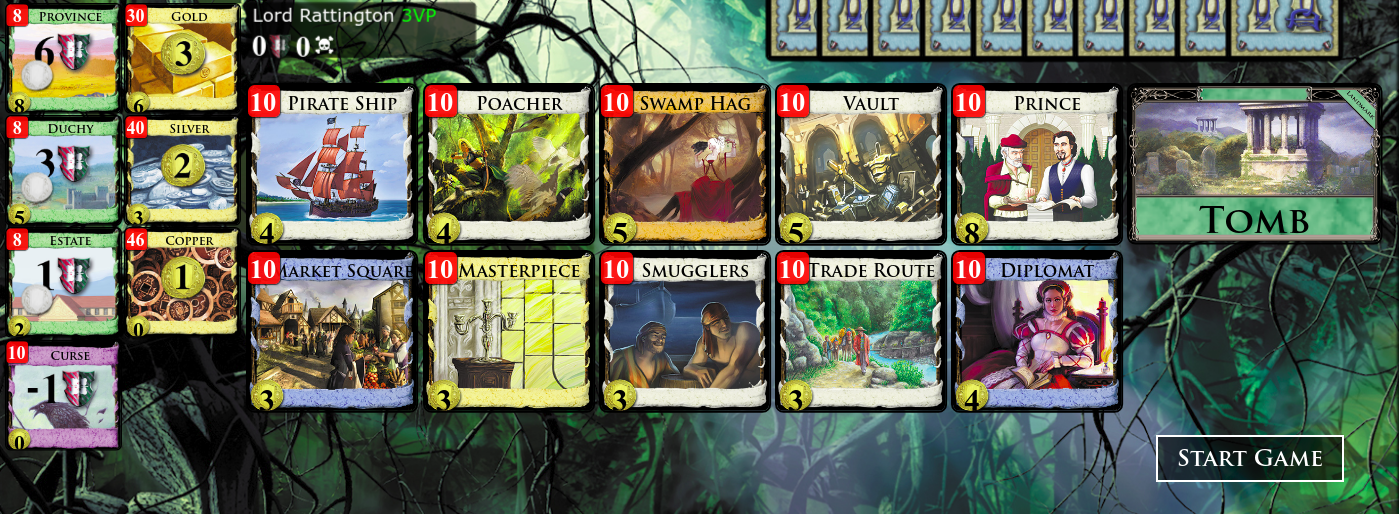 8 PROVINCE
6
8
30 GOLD
3
6
Lord Rattington 3VP
0 0
8 DUCHY
3
5
40 SILVER
2
3
8 ESTATE
1
2
46 COPPER
1
0
10 CURSE
-1
0
10 PIRATE SHIP
4
10 POACHER
4
10 SWAMP HAG
5
10 VAULT
5
10 PRINCE
8
LANDMARK
TOMB
10 MARKET SQUARE
3
10 MASTERPIECE
3
10 SMUGGLERS
3
10 TRADE ROUTE
3
10 DIPLOMAT
4
START GAME